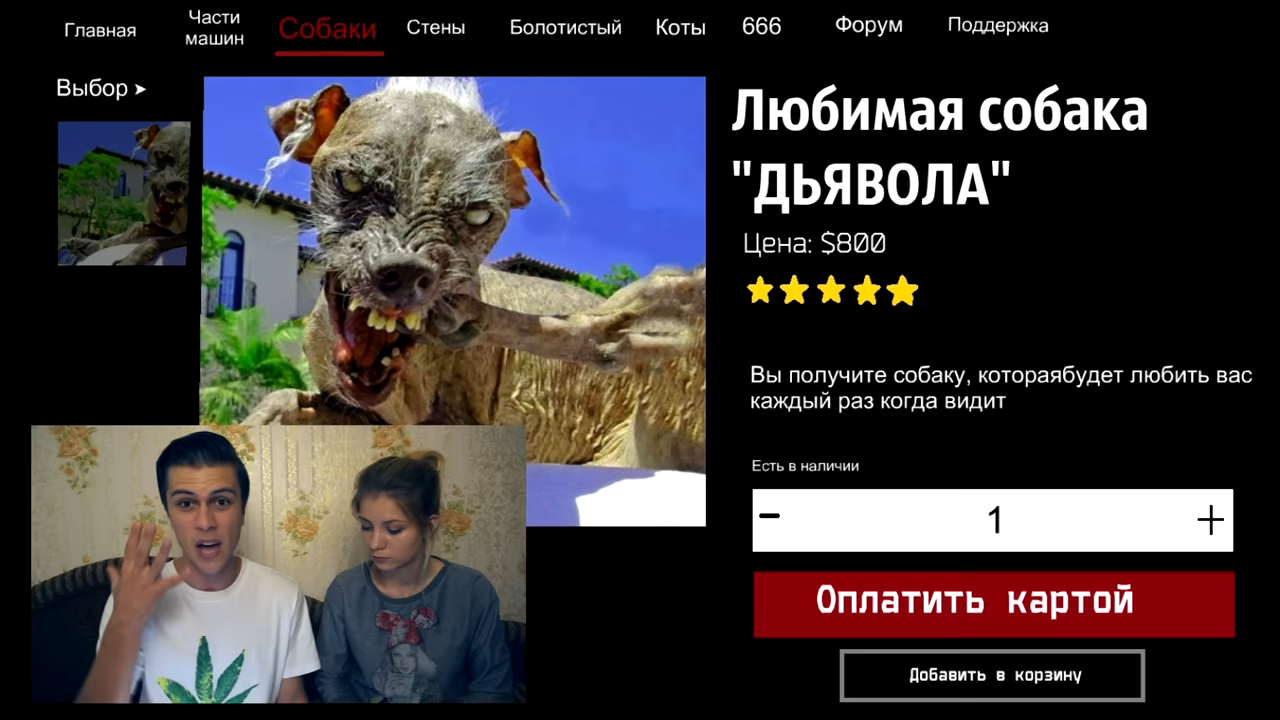 Главная
Части
машин
Собаки
Стены
Болотистый
Коты
666
Форум
Поддержка
Выбор ➤
Любимая собака
"ДЬЯВОЛА"
Цена: $800
Вы получите собаку, котораябудет любить вас
каждый раз когда видит
Есть в наличии
- 1 +
Оплатить картой
Добавить в корзину